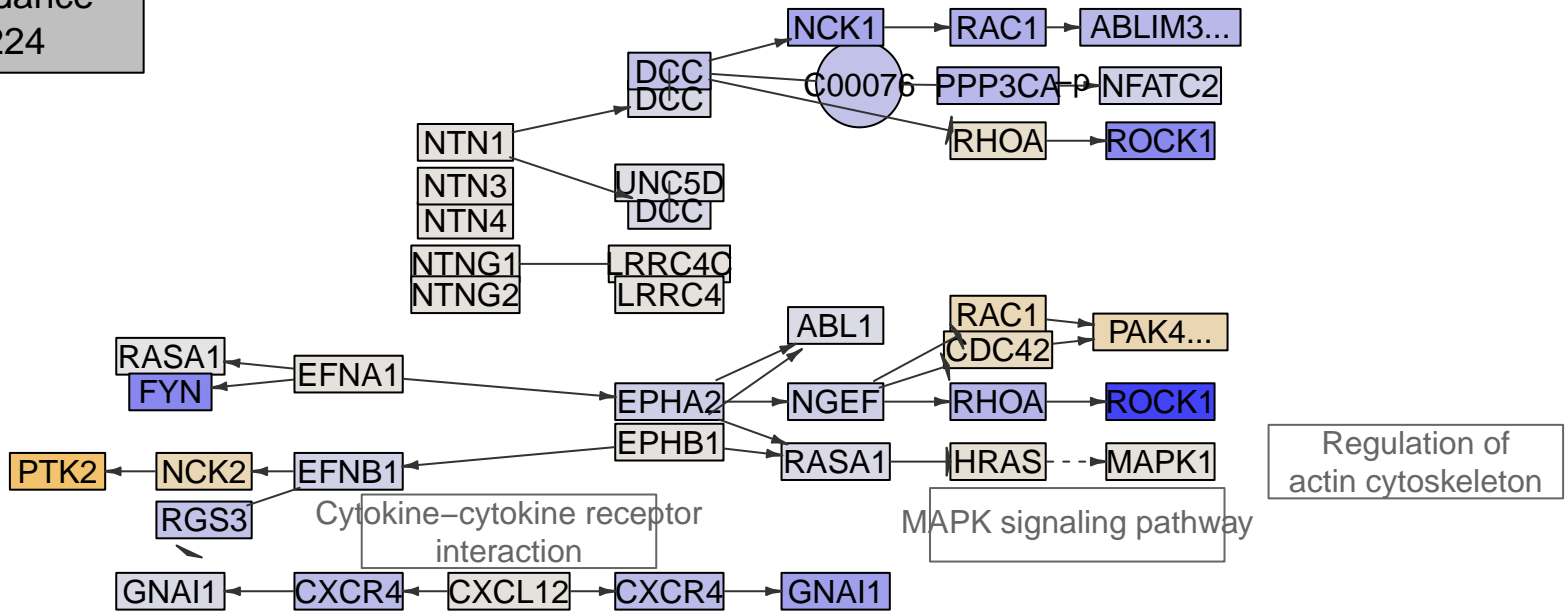 224
NCK1 RAC1 ABLIM3...
DCC
C00076 PPP3CA –p NFATC2
DCC
NTN1 RHOA ROCK1
NTN3 UNC5D
NTN4 DCC
NTNG1 LRRC4C
NTNG2 LRRC4
RAC1
ABL1 PAK4...
CDC42
RASA1
EFNA1
FYN EPHA2 NGEF RHOA ROCK1
EPHB1
PTK2 NCK2 EFNB1 RASA1 HRAS MAPK1
Regulation of
actin cytoskeleton
RGS3 Cytokine–cytokine receptor
interaction
MAPK signaling pathway
GNAI1 CXCR4 CXCL12 CXCR4 GNAI1